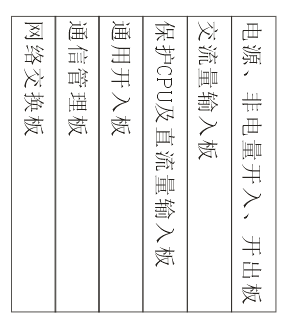 网络交换板
通信管理板
通用开入板
保护CPU及直流量输入板
交流量输入板
电源、非电量开入、开出板